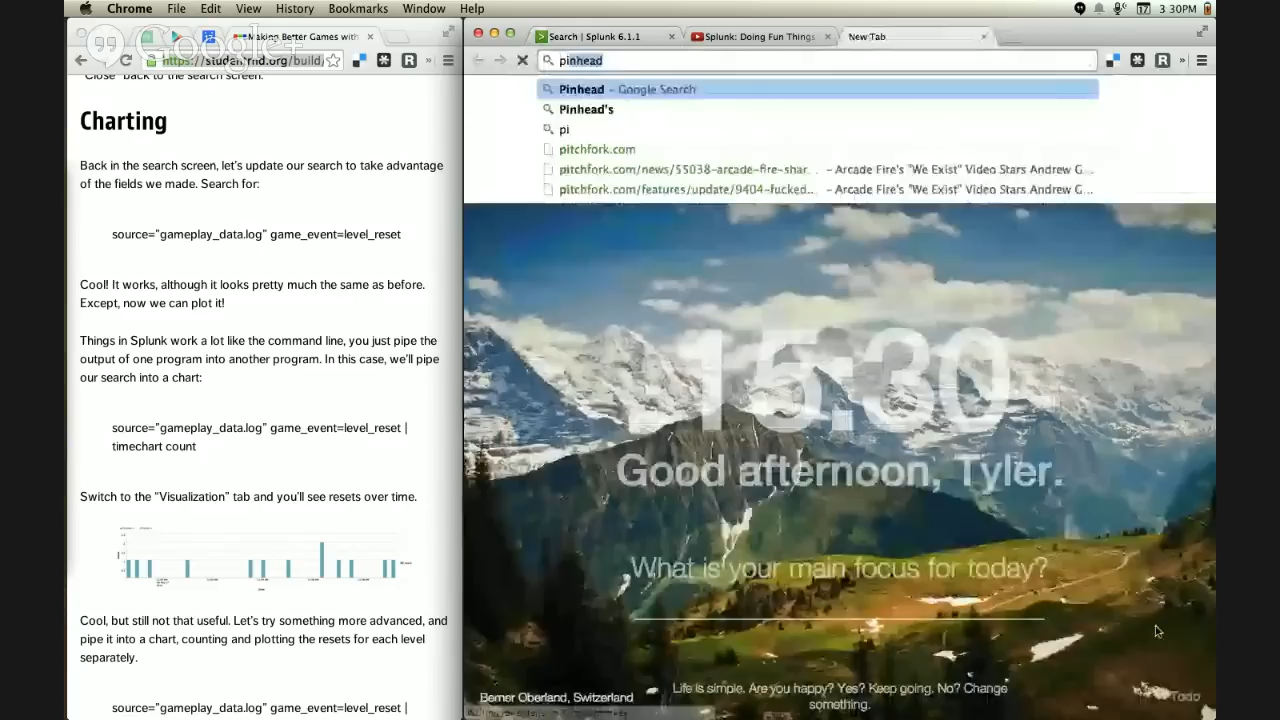 Chrome File Edit View History Bookmarks Window Help
17 3:30PM
Google+
Making Better Games with
https://studentrnd.org/build
"Close" back to the search screen.
Charting
Back in the search screen, let's update our search to take advantage
of the fields we made. Search for:
source="gameplay_data.log" game_event=level_reset
Cool! It works, although it looks pretty much the same as before.
Except, now we can plot it!
Things in Splunk work a lot like the command line, you just pipe the
output of one program into another program. In this case, we'll pipe
our search into a chart:
source="gameplay_data.log" game_event=level_reset |
timechart count
Switch to the "Visualization" tab and you'll see resets over time.
Cool, but still not that useful. Let's try something more advanced, and
pipe it into a chart, counting and plotting the resets for each level
separately.
source="gameplay_data.log" game_event=level_reset |
Search | Splunk 6.1.1
Splunk: Doing Fun Things
New Tab
pinhead
Pinhead – Google Search
Pinhead's
pi
pitchfork.com
pitchfork.com/news/55038-arcade-fire-shar... – Arcade Fire's "We Exist" Video Stars Andrew G...
pitchfork.com/features/update/9404-fucked... – Arcade Fire's "We Exist" Video Stars Andrew G...
15:30
Good afternoon, Tyler.
What is your main focus for today?
Berner Oberland, Switzerland
Life is simple. Are you happy? Yes? Keep going. No? Change
something.
Todo